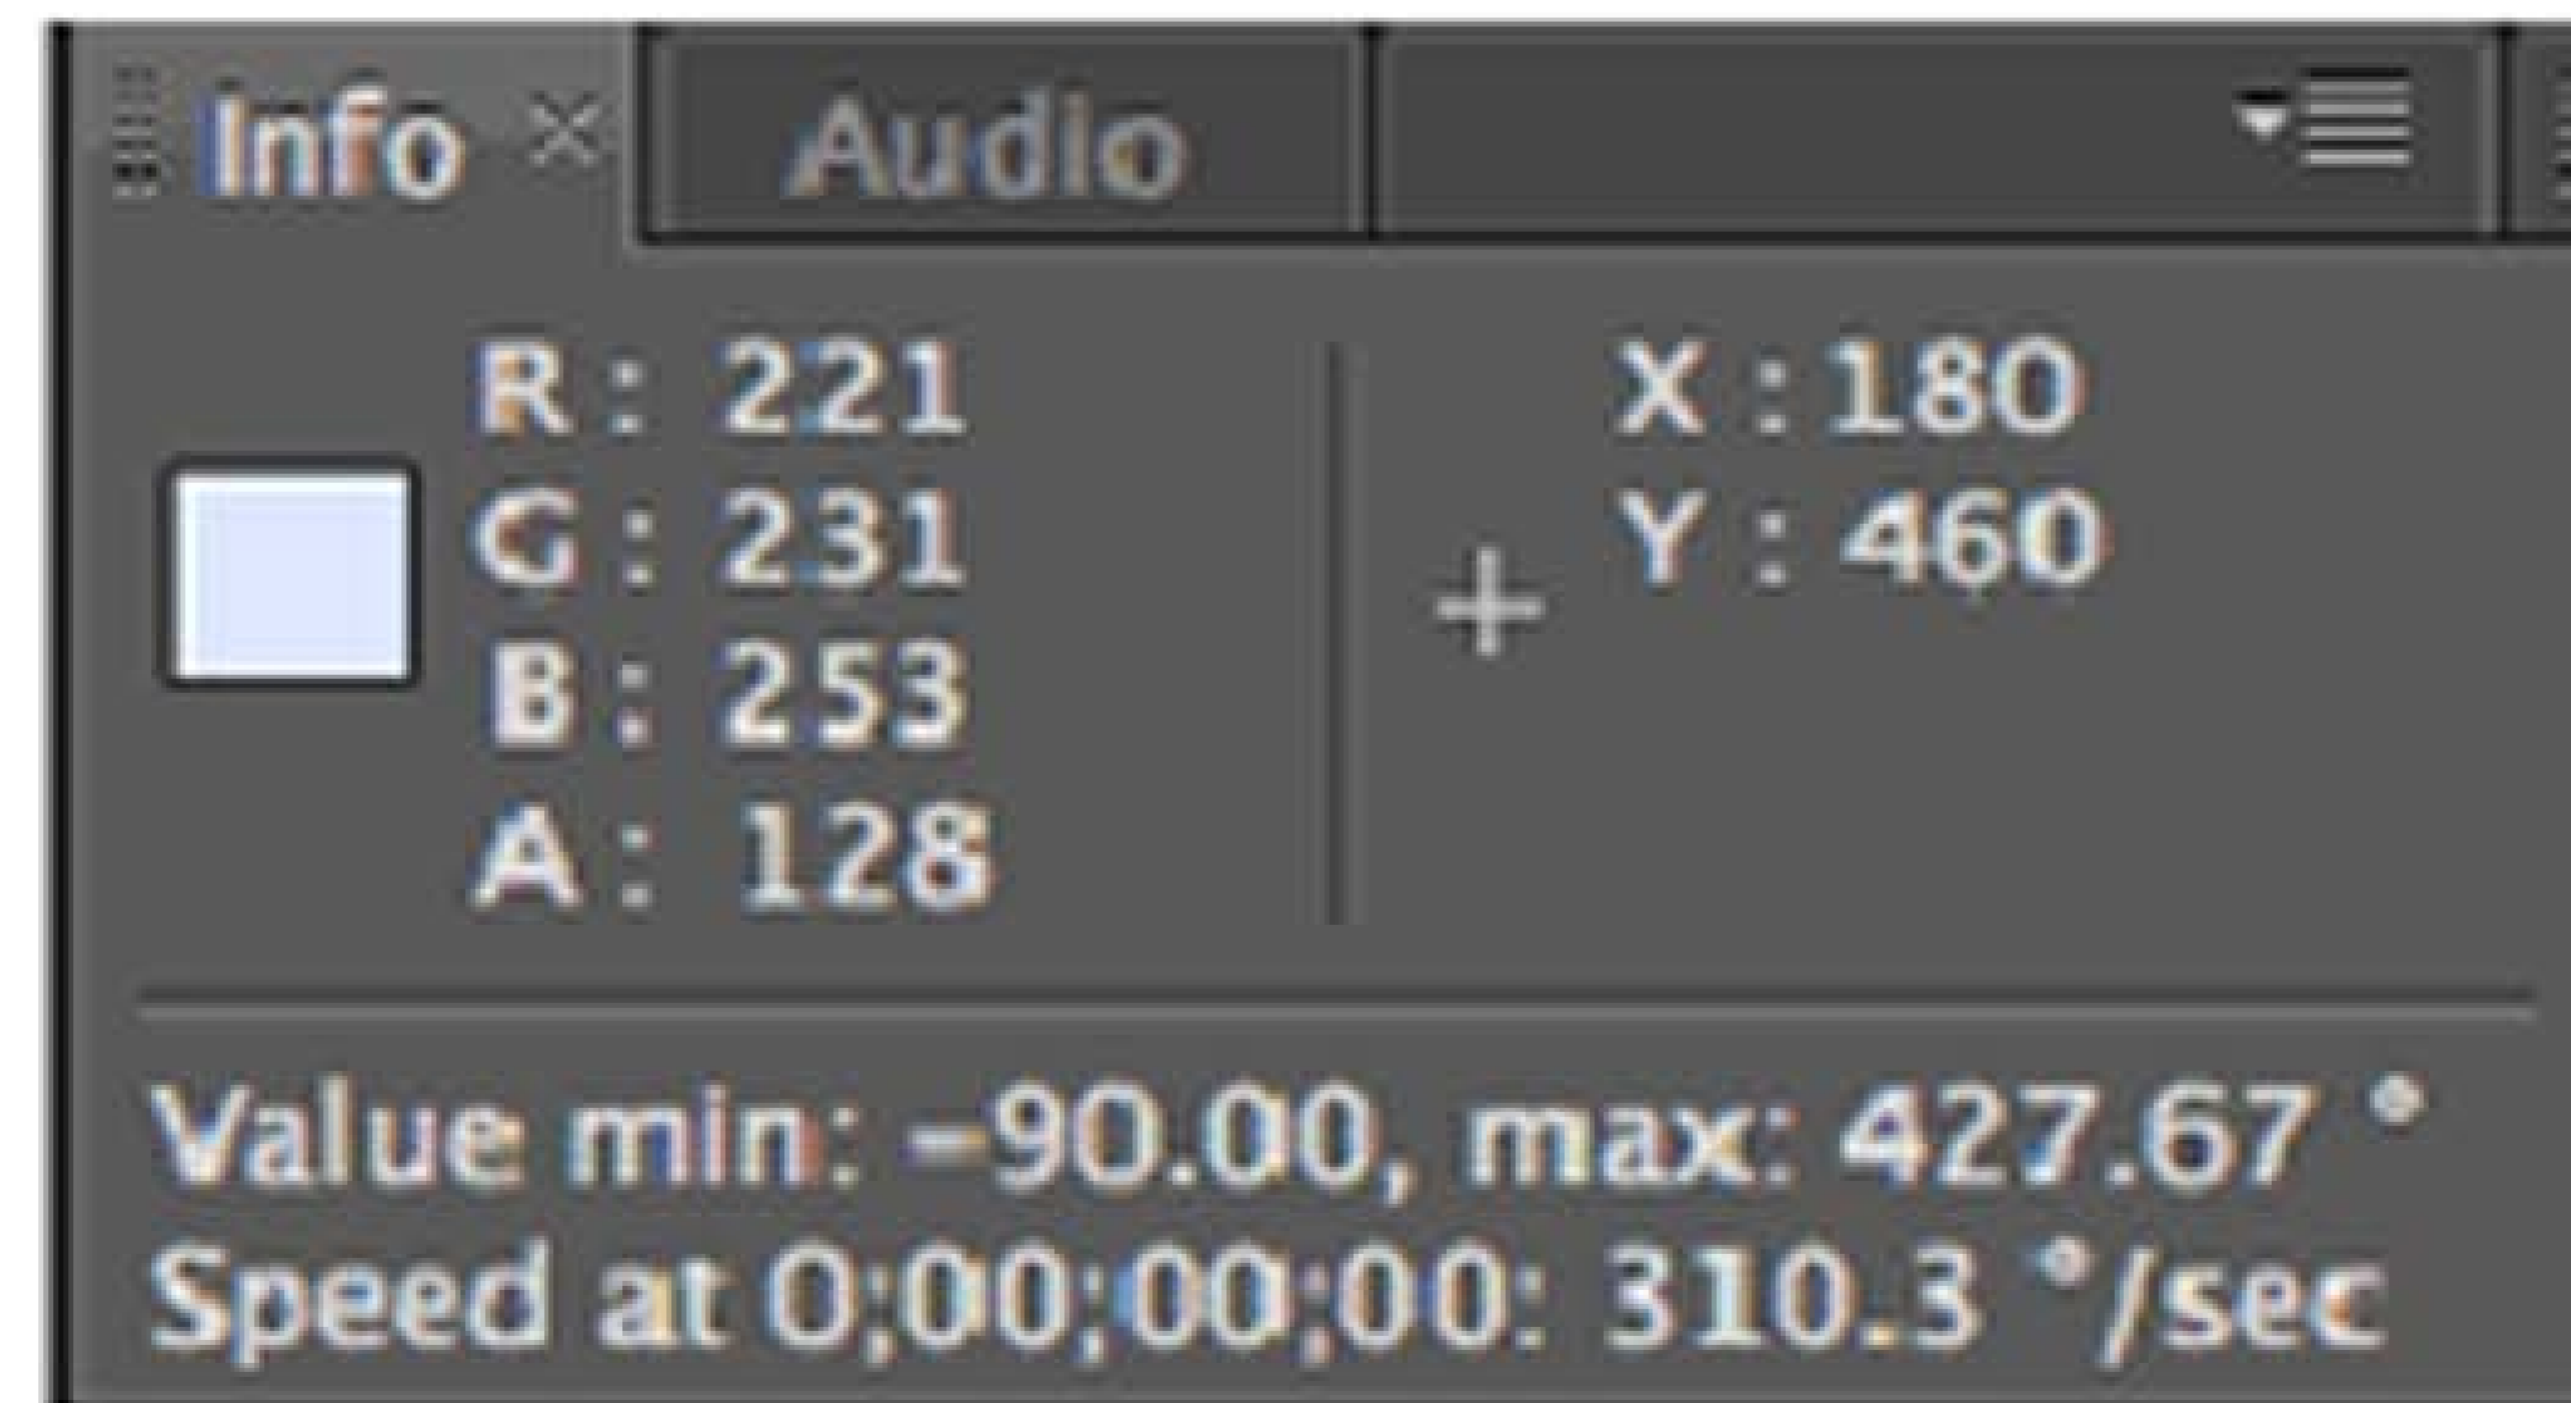 Info × Audio
R : 221
G : 231
B : 253
A : 128
X : 180
Y : 460
Value min: -90.00, max: 427.67 °
Speed at 0;00;00;00: 310.3 °/sec